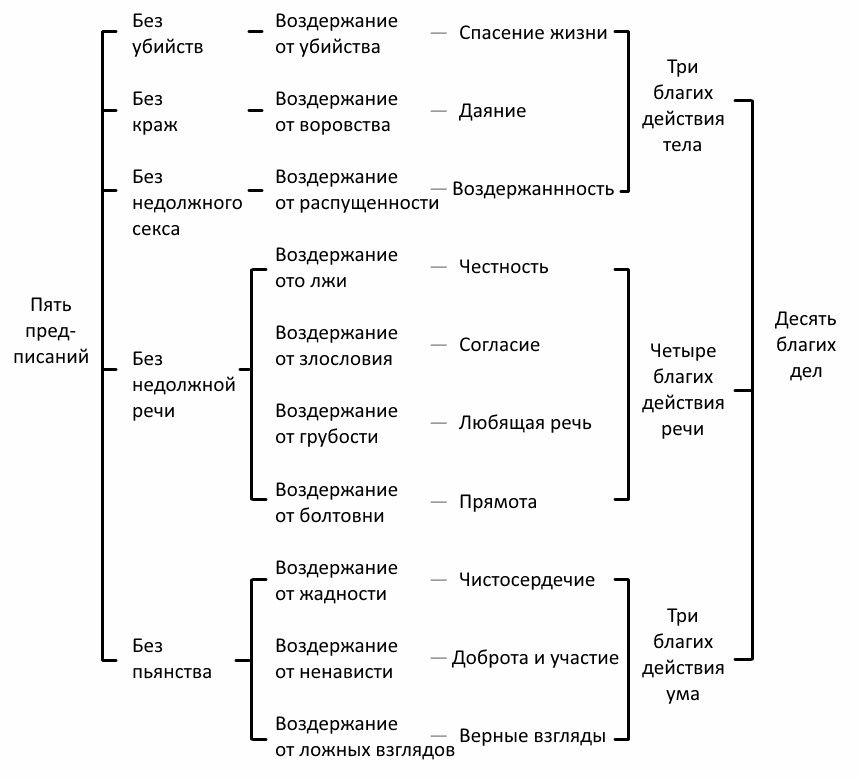 Пять
пред-
писаний
Без
убийств
Воздержание
от убийства
— Спасение жизни
Без
краж
Воздержание
от воровства
— Даяние
Без
недолжного
секса
Воздержание
от распущенности
— Воздержаннность
Три
благих
действия
тела
Без
недолжной
речи
Воздержание
ото лжи
— Честность
Воздержание
от злословия
— Согласие
Воздержание
от грубости
— Любящая речь
Воздержание
от болтовни
— Прямота
Четыре
благих
действия
речи
Без
пьянства
Воздержание
от жадности
— Чистосердечие
Воздержание
от ненависти
— Доброта и участие
Воздержание
от ложных взглядов
— Верные взгляды
Три
благих
действия
ума
Десять
благих
дел